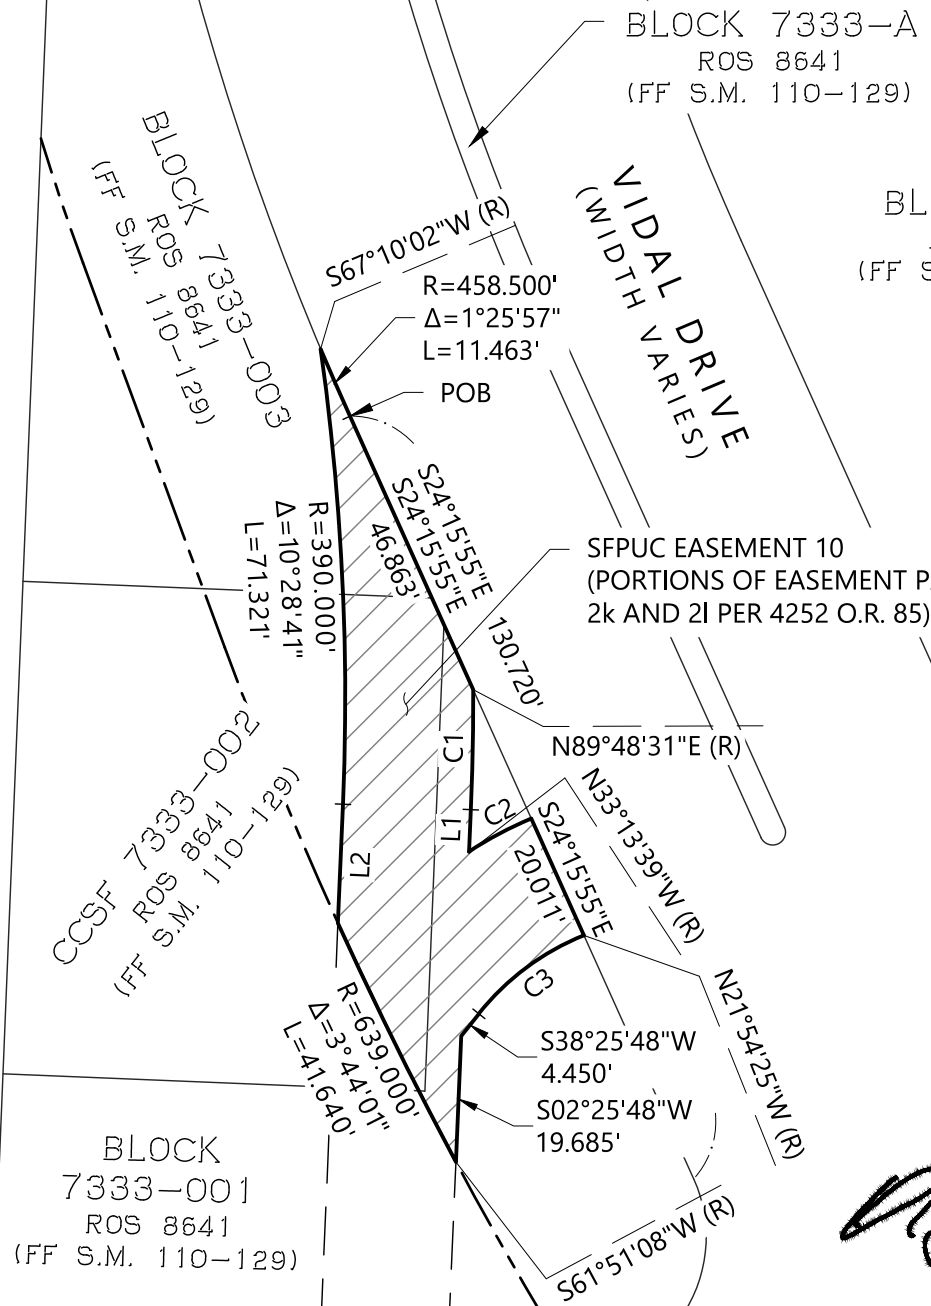 BLOCK 7333-A
ROS 8641
(FF S.M. 110-129)
BLOCK 7333-003
ROS 8641
(FF S.M. 110-129)
VIDAL DRIVE
(WIDTH VARIES)
BL
(FF S
S67°10'02"W (R)
R=458.500'
Δ=1°25'57"
L=11.463'
POB
S24°15'55"E
130.720'
S24°15'55"E
46.863'
R=390.000'
Δ=10°28'41"
L=71.321'
SFPUC EASEMENT 10
(PORTIONS OF EASEMENT P
2k AND 2l PER 4252 O.R. 85)
N89°48'31"E (R)
C1
L1
C2
L2
S24°15'55"E
20.011'
N33°13'39"W (R)
CCSF 7333-002
ROS 8641
(FF S.M. 110-129)
C3
N21°54'25"W (R)
R=639.000'
Δ=3°44'01"
L=41.640'
S38°25'48"W
4.450'
S02°25'48"W
19.685'
BLOCK
7333-001
ROS 8641
(FF S.M. 110-129)
S61°51'08"W (R)